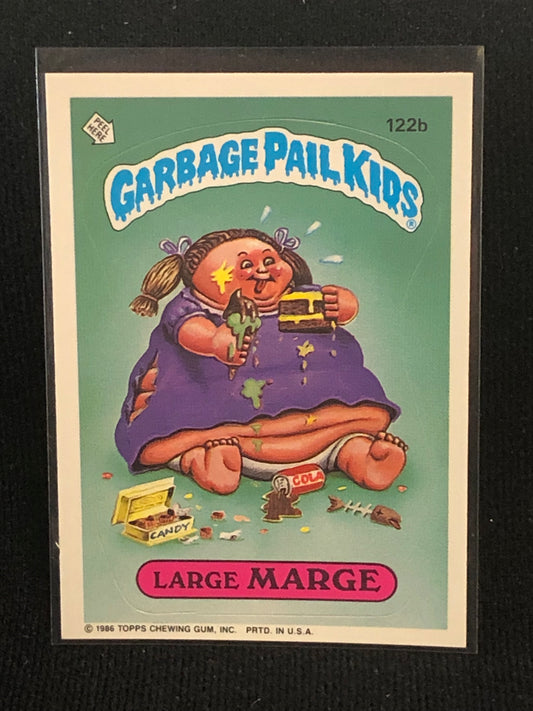 PEEL HERE
122b
GARBAGE PAIL KIDS®
COLA
CANDY
LARGE MARGE
© 1986 TOPPS CHEWING GUM, INC. PRTD. IN U.S.A.